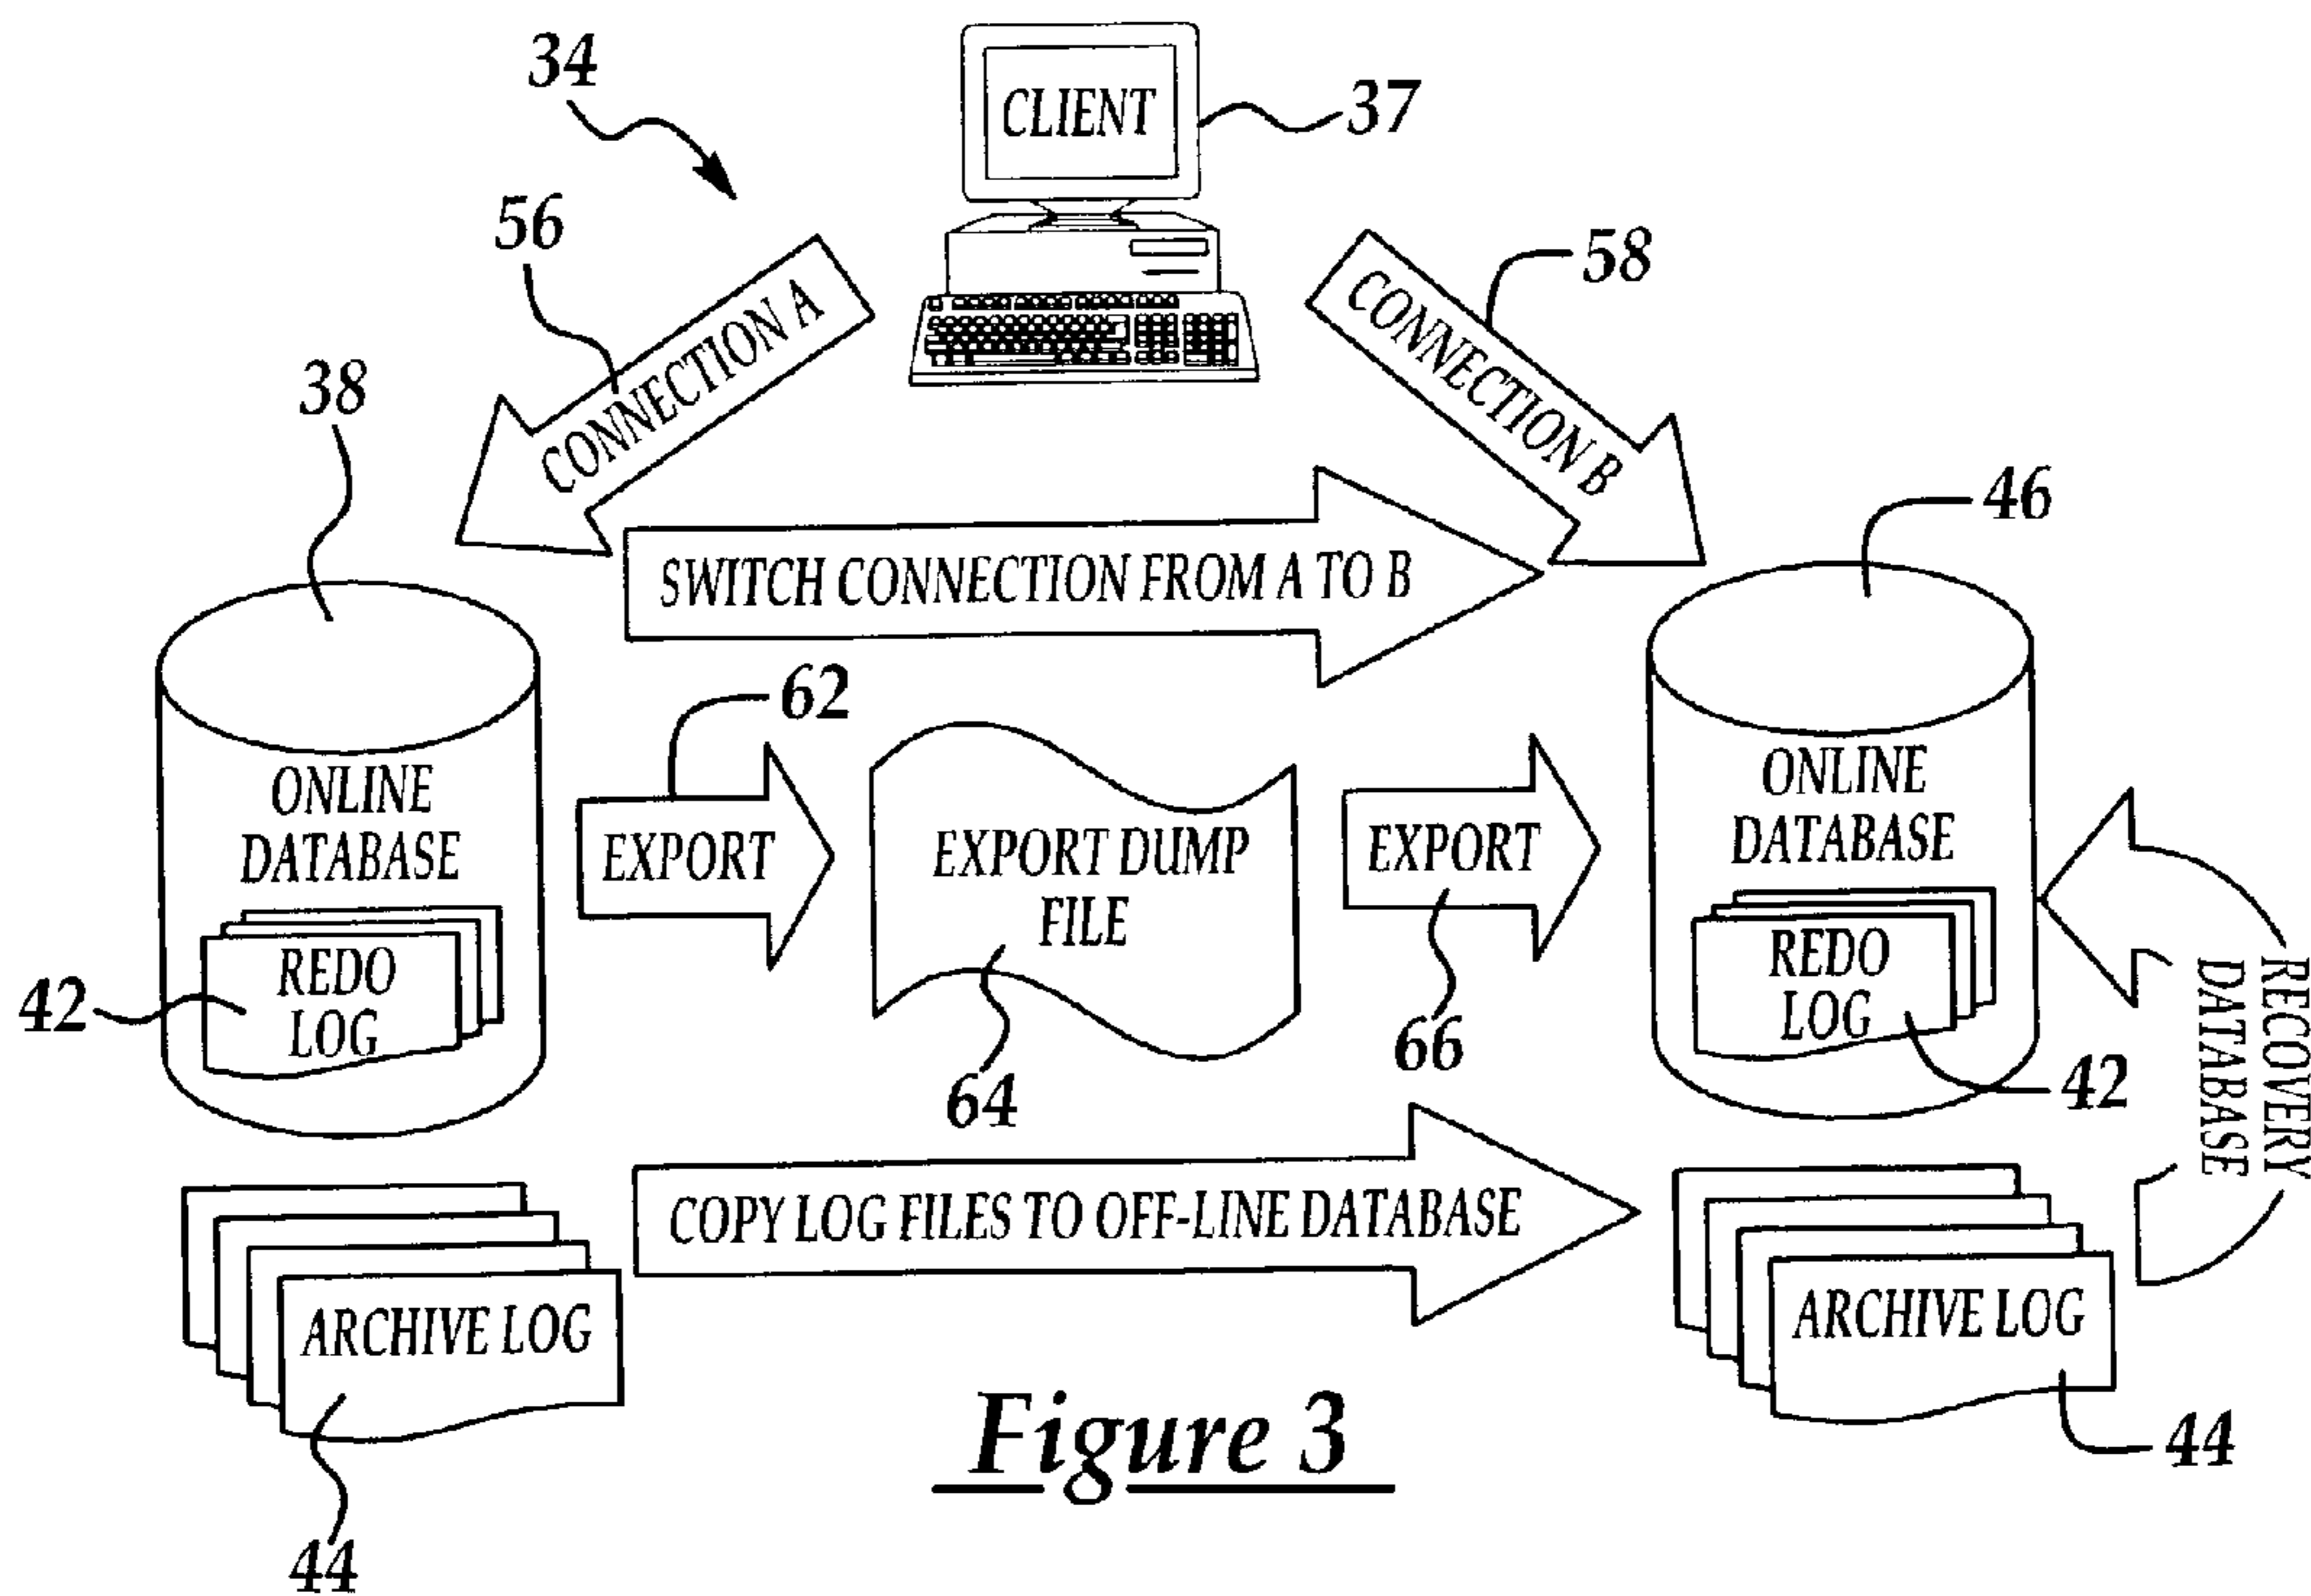 34
CLIENT
37
56
CONNECTION A
CONNECTION B
58
38
46
SWITCH CONNECTION FROM A TO B
62
ONLINE
DATABASE
EXPORT
EXPORT DUMP
FILE
EXPORT
ONLINE
DATABASE
REDO
LOG
42
64
66
REDO
LOG
42
RECOVERY
DATABASE
COPY LOG FILES TO OFF-LINE DATABASE
ARCHIVE LOG
44
ARCHIVE LOG
44
Figure 3